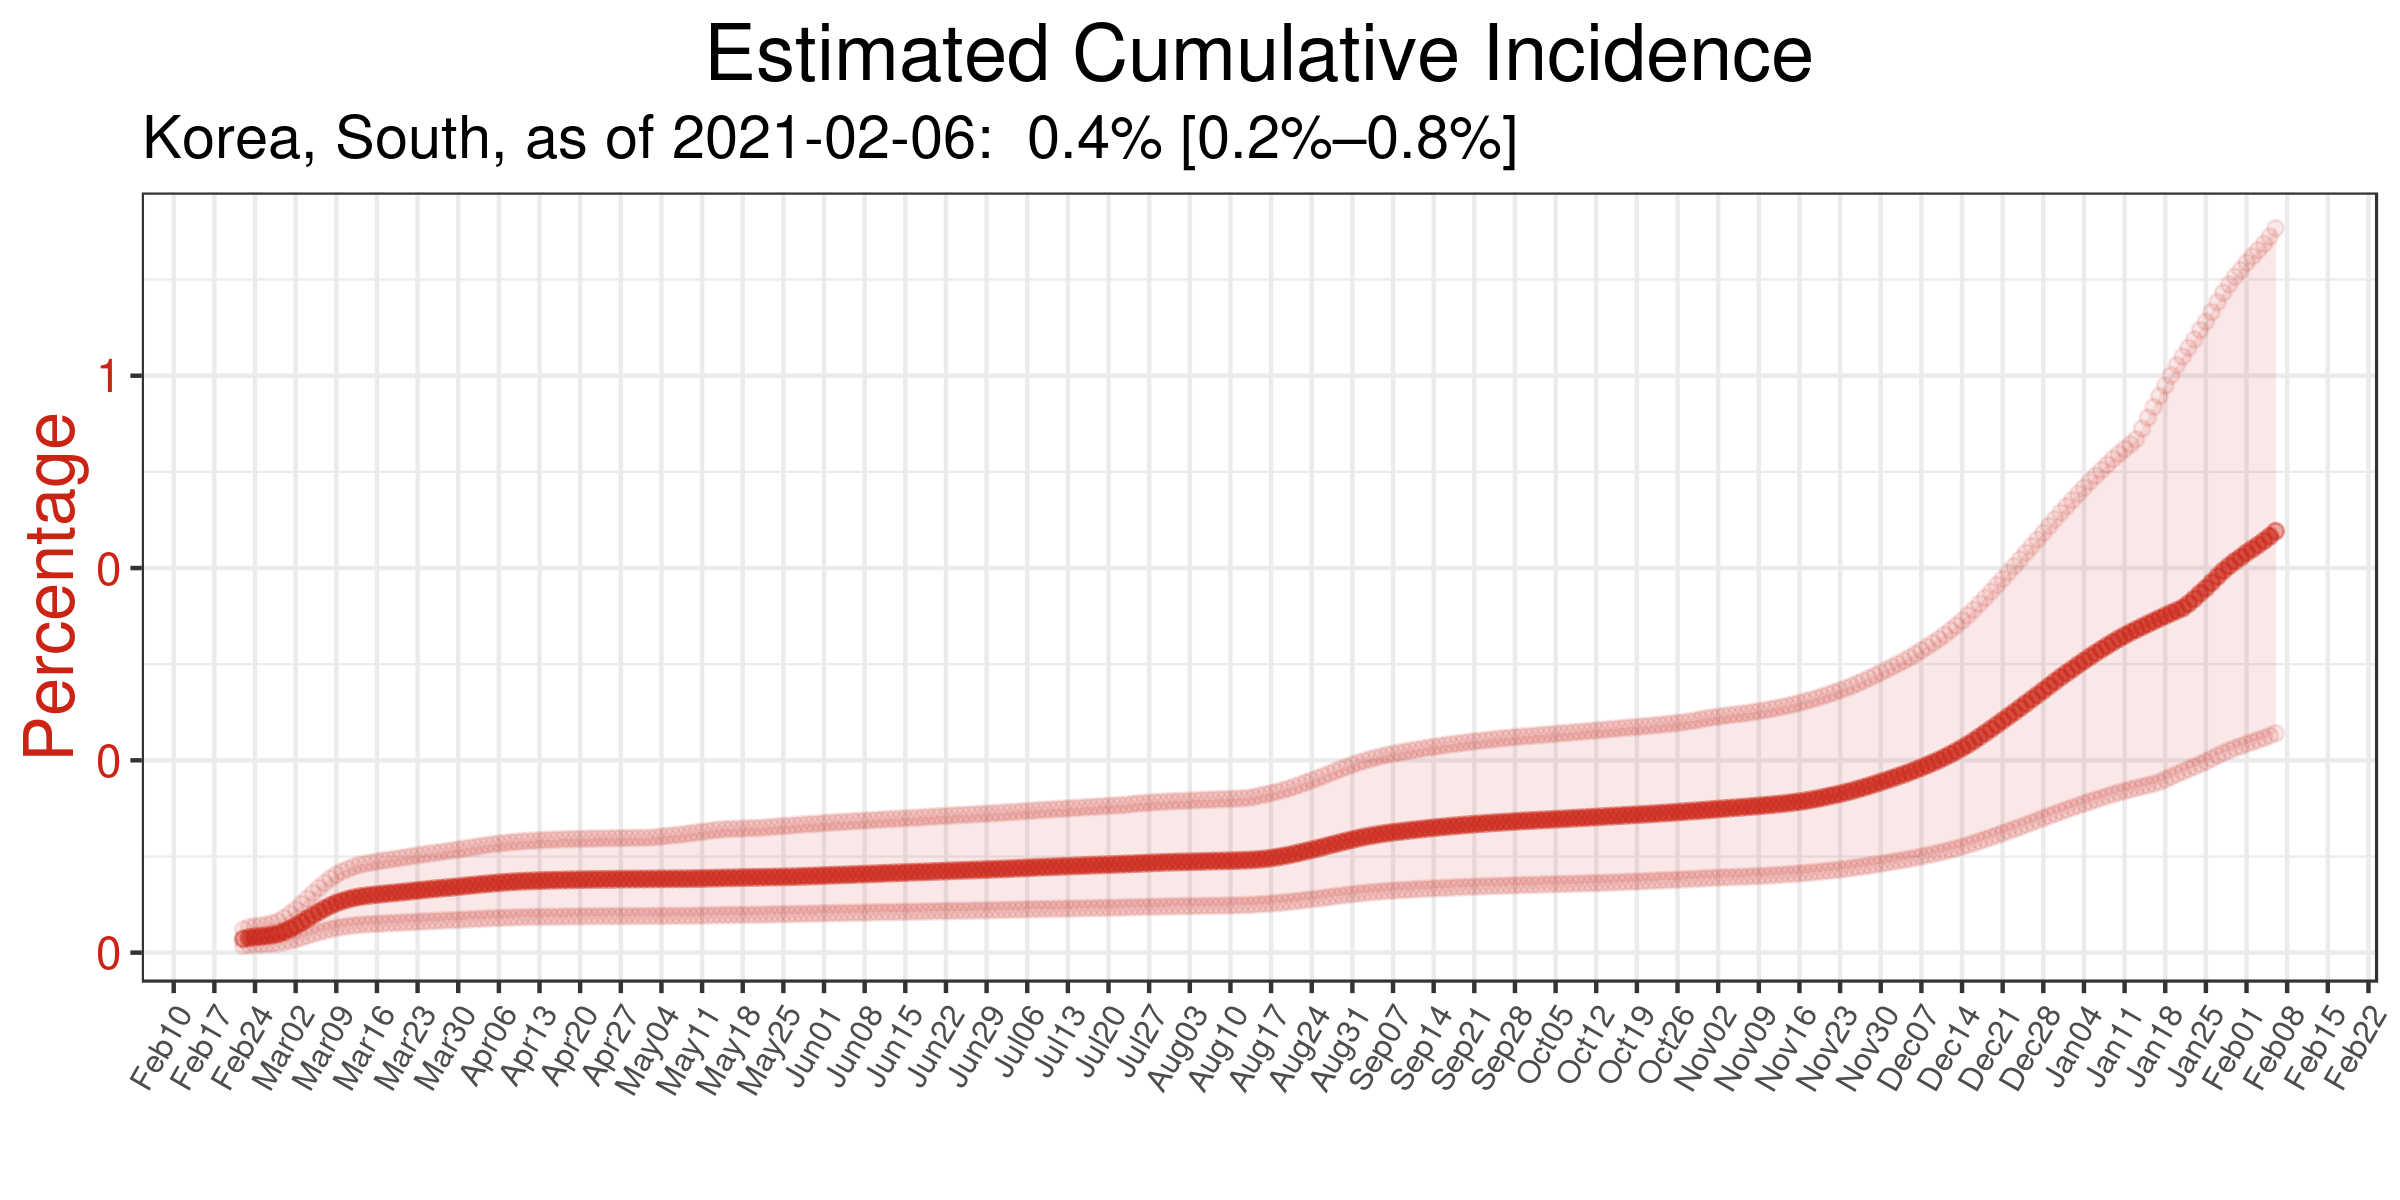 Estimated Cumulative Incidence
Korea, South, as of 2021-02-06:  0.4% [0.2%–0.8%]
Percentage
1
0
0
0
Feb10
Feb17
Feb24
Mar02
Mar09
Mar16
Mar23
Mar30
Apr06
Apr13
Apr20
Apr27
May04
May11
May18
May25
Jun01
Jun08
Jun15
Jun22
Jun29
Jul06
Jul13
Jul20
Jul27
Aug03
Aug10
Aug17
Aug24
Aug31
Sep07
Sep14
Sep21
Sep28
Oct05
Oct12
Oct19
Oct26
Nov02
Nov09
Nov16
Nov23
Nov30
Dec07
Dec14
Dec21
Dec28
Jan04
Jan11
Jan18
Jan25
Feb01
Feb08
Feb15
Feb22